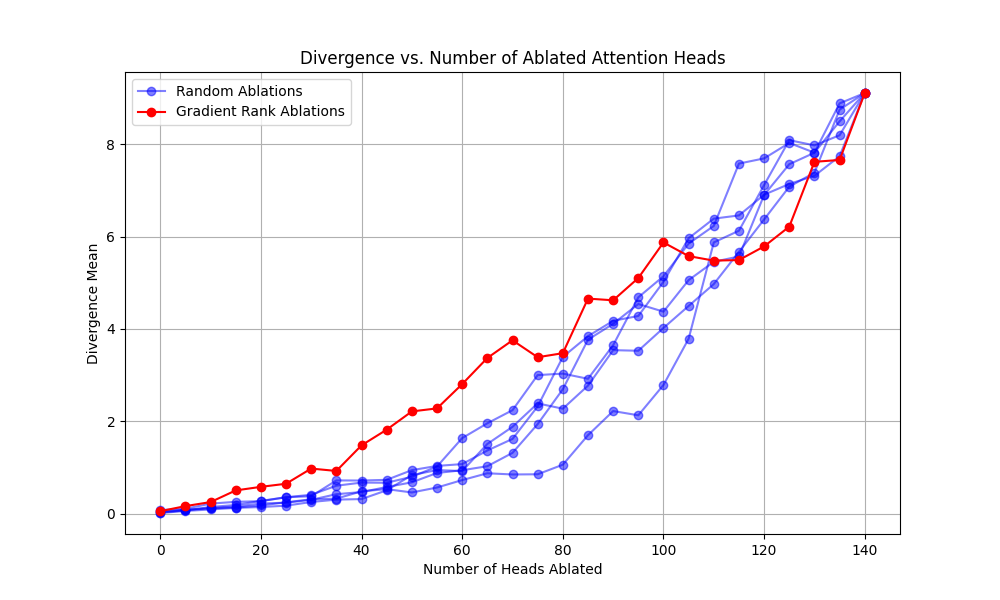 Divergence vs. Number of Ablated Attention Heads
Random Ablations
Gradient Rank Ablations
8
6
4
2
0
Divergence Mean
0 20 40 60 80 100 120 140
Number of Heads Ablated